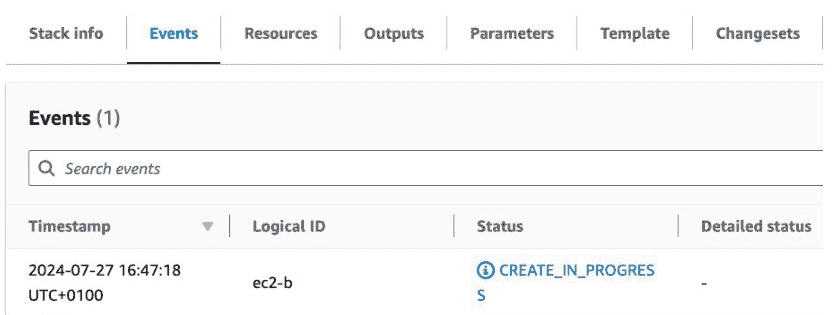 Stack info Events Resources Outputs Parameters Template Changesets
Events (1)
Search events
Timestamp Logical ID Status Detailed status
2024-07-27 16:47:18 ec2-b CREATE_IN_PROGRES -
UTC+0100 S